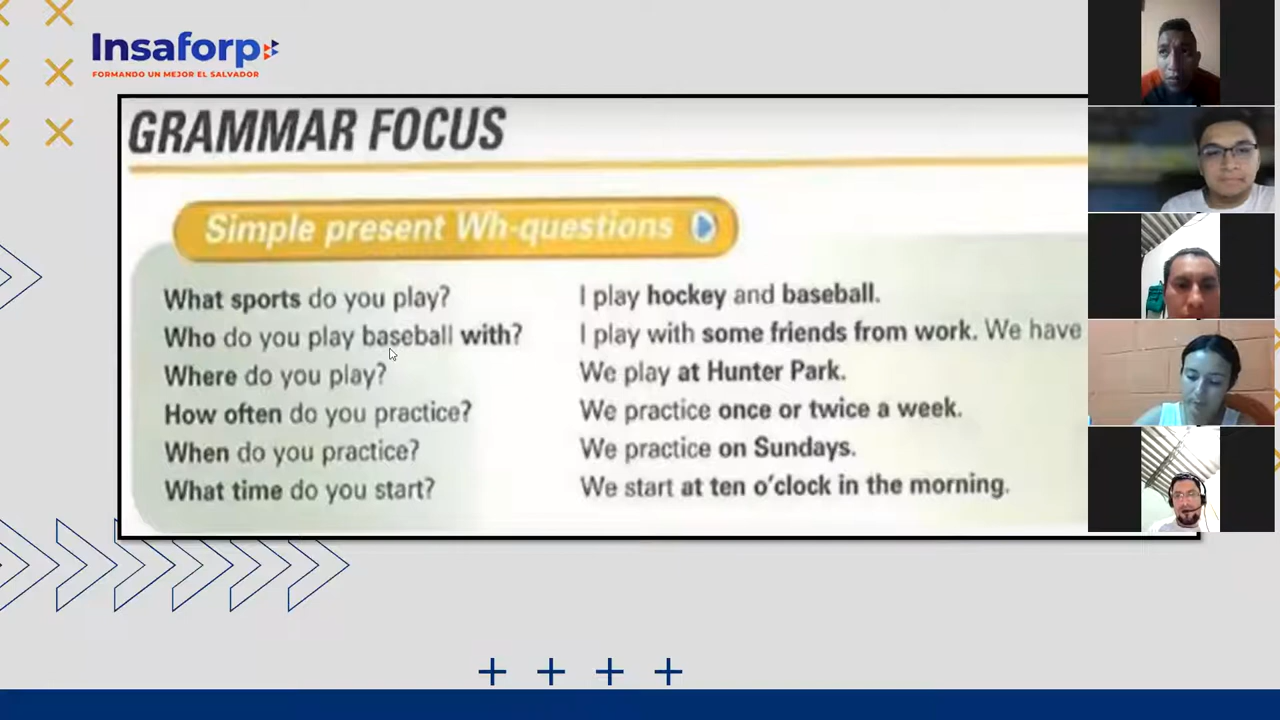 Insaforp
FORMANDO UN MEJOR EL SALVADOR
GRAMMAR FOCUS
Simple present Wh-questions
What sports do you play? I play hockey and baseball.
Who do you play baseball with? I play with some friends from work. We have
Where do you play? We play at Hunter Park.
How often do you practice? We practice once or twice a week.
When do you practice? We practice on Sundays.
What time do you start? We start at ten o'clock in the morning.